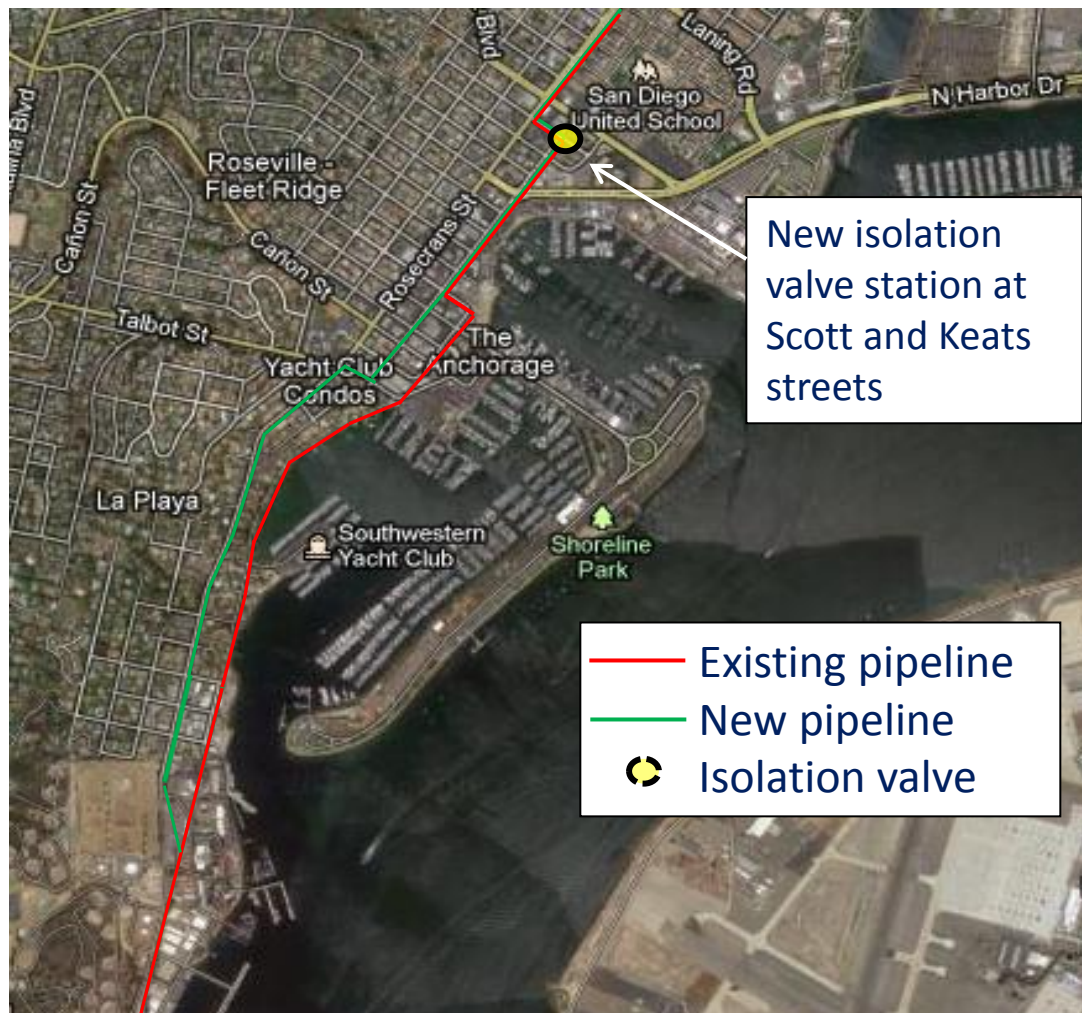 Blvd
Laning Rd
San Diego
United School
N Harbor Dr
Roseville -
Fleet Ridge
Cañon St
Rosecrans St
Cañon St
Talbot St
New isolation
valve station at
Scott and Keats
streets
The
Anchorage
Yacht Club
Condos
La Playa
Southwestern
Yacht Club
Shoreline
Park
Existing pipeline
New pipeline
Isolation valve